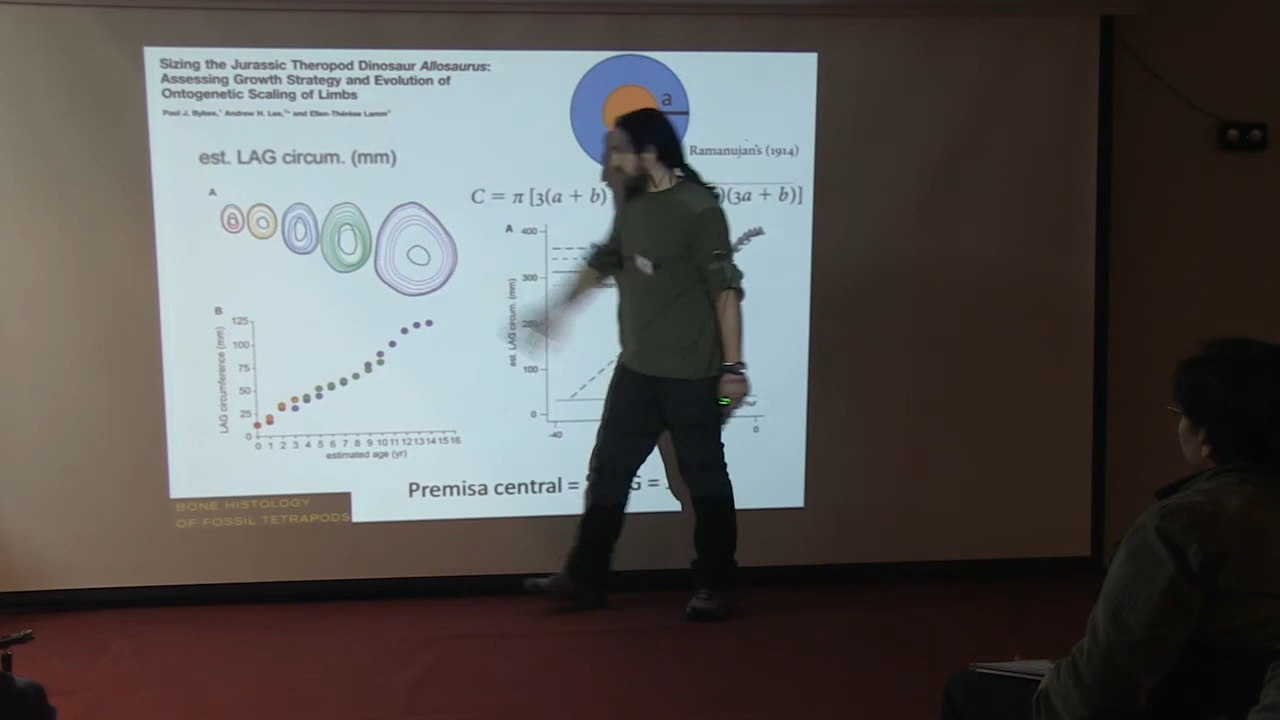 Sizing the Jurassic Theropod Dinosaur Allosaurus:
Assessing Growth Strategy and Evolution of
Ontogenetic Scaling of Limbs
Paul J. Bybee, Andrew H. Lee, and Ellen-Thérèse Lamm
est. LAG circum. (mm)
A
B
125
100
75
50
25
0
LAG circumference (mm)
0 1 2 3 4 5 6 7 8 9 10 11 12 13 14 15 16
estimated age (yr)
BONE HISTOLOGY
OF FOSSIL TETRAPODS
a
Ramanujan's (1914)
C = π [3(a + b)
)(3a + b)]
A
400
300
200
100
0
est. LAG circum. (mm)
-40
0
Premisa central =
G =